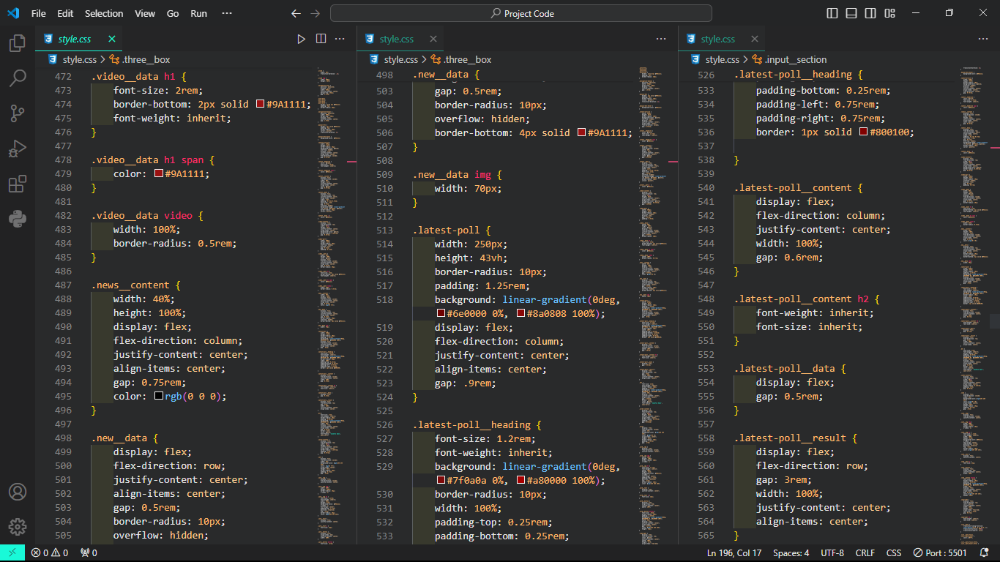 File Edit Selection View Go Run ··· Project Code
style.css
style.css > .three__box
472 .video__data h1 {
473 font-size: 2rem;
474 border-bottom: 2px solid #9A1111;
475 font-weight: inherit;
476 }
477
478 .video__data h1 span {
479 color: #9A1111;
480 }
481
482 .video__data video {
483 width: 100%;
484 border-radius: 0.5rem;
485 }
486
487 .news__content {
488 width: 40%;
489 height: 100%;
490 display: flex;
491 flex-direction: column;
492 justify-content: center;
493 align-items: center;
494 gap: 0.75rem;
495 color: rgb(0 0 0);
496 }
497
498 .new__data {
499 display: flex;
500 flex-direction: row;
501 justify-content: center;
502 align-items: center;
503 gap: 0.5rem;
504 border-radius: 10px;
505 overflow: hidden;
style.css
style.css > .three__box
498 .new__data {
503 gap: 0.5rem;
504 border-radius: 10px;
505 overflow: hidden;
506 border-bottom: 4px solid #9A1111;
507 }
508
509 .new__data img {
510 width: 70px;
511 }
512
513 .latest-poll {
514 width: 250px;
515 height: 43vh;
516 border-radius: 10px;
517 padding: 1.25rem;
518 background: linear-gradient(0deg,
#6e0000 0%, #8a0808 100%);
519 display: flex;
520 flex-direction: column;
521 justify-content: center;
522 align-items: center;
523 gap: .9rem;
524 }
525
526 .latest-poll__heading {
527 font-size: 1.2rem;
528 font-weight: inherit;
529 background: linear-gradient(0deg,
#7f0a0a 0%, #a80000 100%);
530 border-radius: 10px;
531 width: 100%;
532 padding-top: 0.25rem;
533 padding-bottom: 0.25rem;
style.css
style.css > .input__section
526 .latest-poll__heading {
533 padding-bottom: 0.25rem;
534 padding-left: 0.75rem;
535 padding-right: 0.75rem;
536 border: 1px solid #800100;
537
538 }
539
540 .latest-poll__content {
541 display: flex;
542 flex-direction: column;
543 justify-content: center;
544 width: 100%;
545 gap: 0.6rem;
546 }
547
548 .latest-poll__content h2 {
549 font-weight: inherit;
550 font-size: inherit;
551 }
552
553 .latest-poll__data {
554 display: flex;
555 gap: 0.5rem;
556 }
557
558 .latest-poll__result {
559 display: flex;
560 flex-direction: row;
561 gap: 3rem;
562 width: 100%;
563 justify-content: center;
564 align-items: center;
565 }
0 0 0 Ln 196, Col 17 Spaces: 4 UTF-8 CRLF CSS Port : 5501